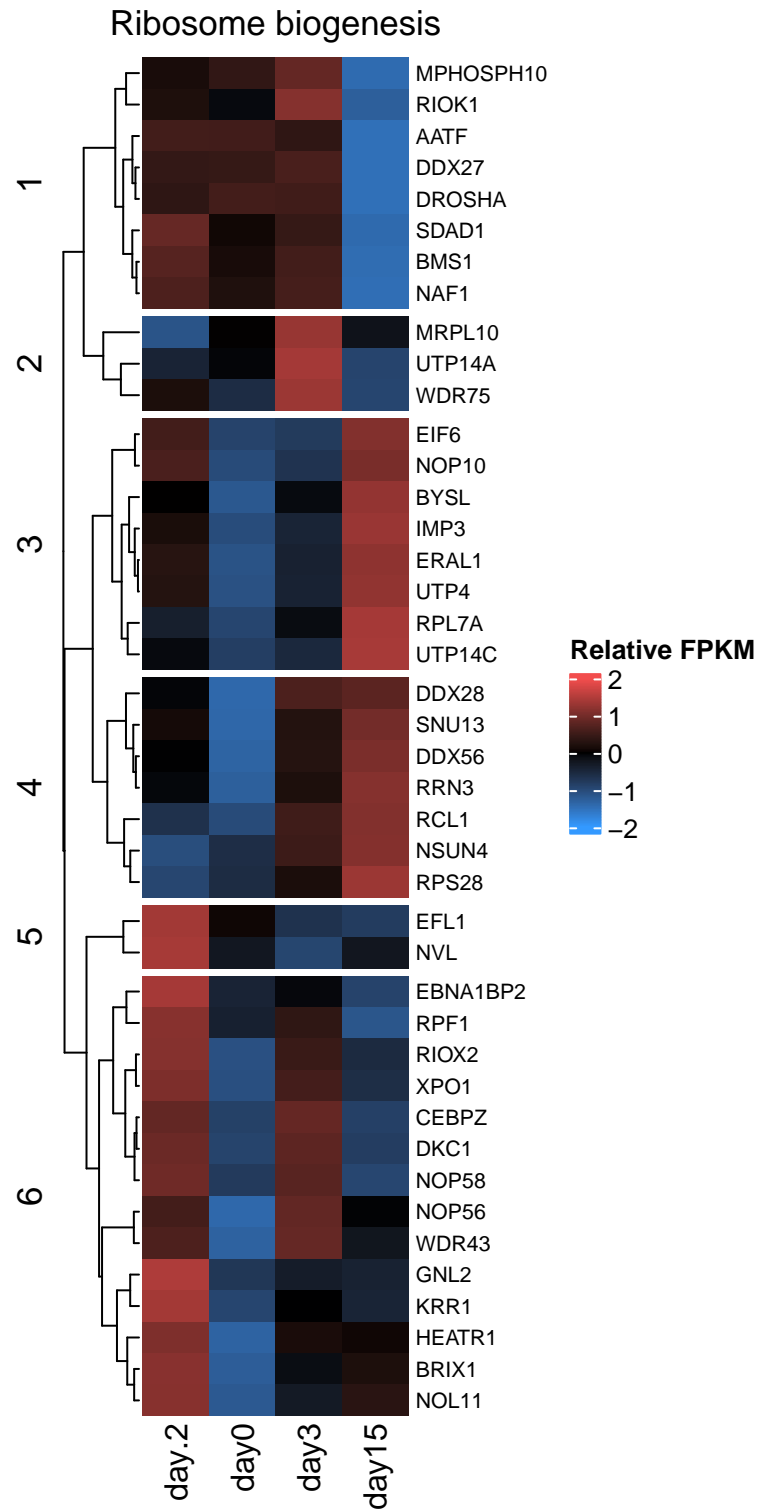 Ribosome biogenesis
1
MPHOSPH10
RIOK1
AATF
DDX27
DROSHA
SDAD1
BMS1
NAF1
2
MRPL10
UTP14A
WDR75
3
EIF6
NOP10
BYSL
IMP3
ERAL1
UTP4
RPL7A
UTP14C
4
DDX28
SNU13
DDX56
RRN3
RCL1
NSUN4
RPS28
5
EFL1
NVL
6
EBNA1BP2
RPF1
RIOX2
XPO1
CEBPZ
DKC1
NOP58
NOP56
WDR43
GNL2
KRR1
HEATR1
BRIX1
NOL11
day.2 day0 day3 day15
Relative FPKM
2
1
0
−1
−2